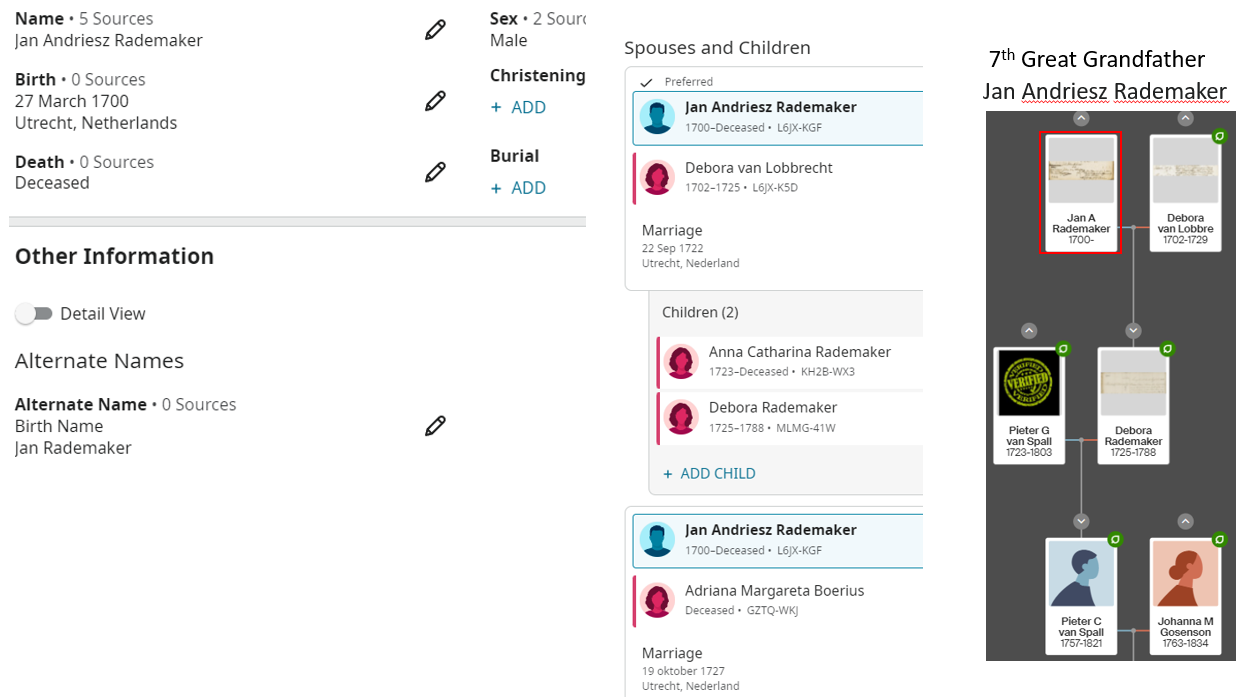 Name • 5 Sources
Jan Andriesz Rademaker
Birth • 0 Sources
27 March 1700
Utrecht, Netherlands
Death • 0 Sources
Deceased
Sex • 2 Sourc
Male
Christening
+ ADD
Burial
+ ADD
Other Information
Detail View
Alternate Names
Alternate Name • 0 Sources
Birth Name
Jan Rademaker
Spouses and Children
Preferred
Jan Andriesz Rademaker
1700–Deceased • L6JX-KGF
Debora van Lobbrecht
1702–1725 • L6JX-K5D
Marriage
22 Sep 1722
Utrecht, Nederland
Children (2)
Anna Catharina Rademaker
1723–Deceased • KH2B-WX3
Debora Rademaker
1725–1788 • MLMG-41W
+ ADD CHILD
Jan Andriesz Rademaker
1700–Deceased • L6JX-KGF
Adriana Margareta Boerius
Deceased • GZTQ-WKJ
Marriage
19 oktober 1727
Utrecht, Nederland
7th Great Grandfather
Jan Andriesz Rademaker
Jan A
Rademaker
1700-
Debora
van Lobbre
1702-1729
VERIFIED
Pieter G
van Spall
1723-1803
Debora
Rademaker
1725-1788
Pieter C
van Spall
1757-1821
Johanna M
Gosenson
1763-1834